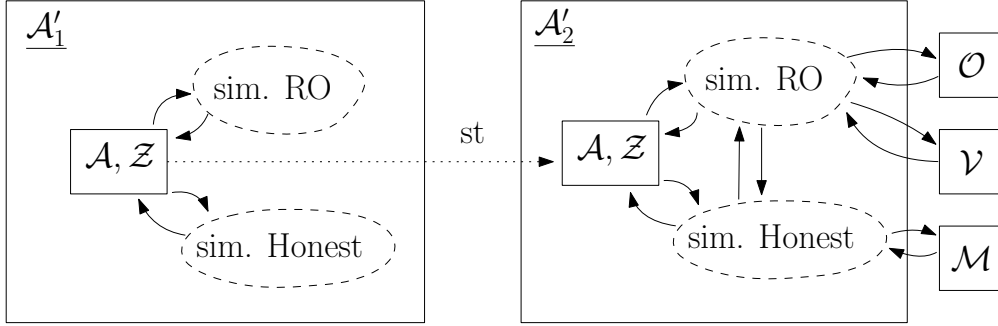 𝒜′₁
sim. RO
𝒜, 𝒵
sim. Honest
st
𝒜′₂
sim. RO
𝒜, 𝒵
sim. Honest
𝒪
𝒱
ℳ